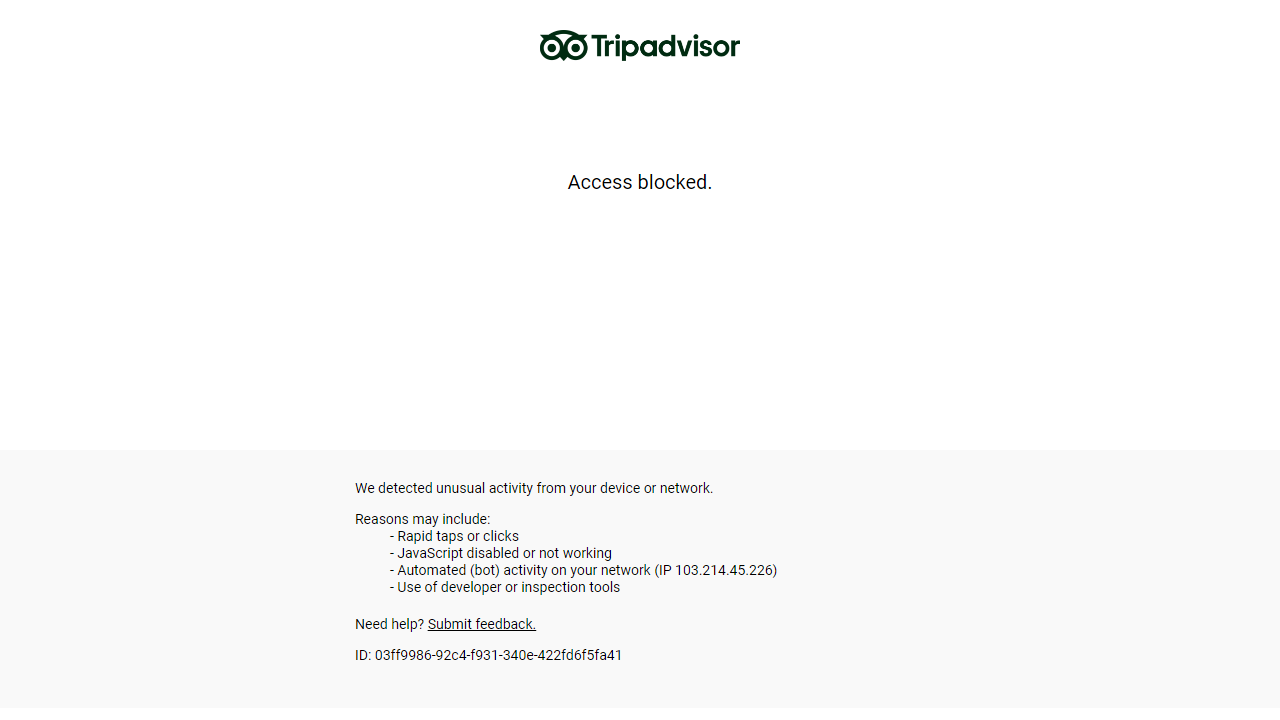 Tripadvisor
Access blocked.
We detected unusual activity from your device or network.
Reasons may include:
- Rapid taps or clicks
- JavaScript disabled or not working
- Automated (bot) activity on your network (IP 103.214.45.226)
- Use of developer or inspection tools
Need help? Submit feedback.
ID: 03ff9986-92c4-f931-340e-422fd6f5fa41